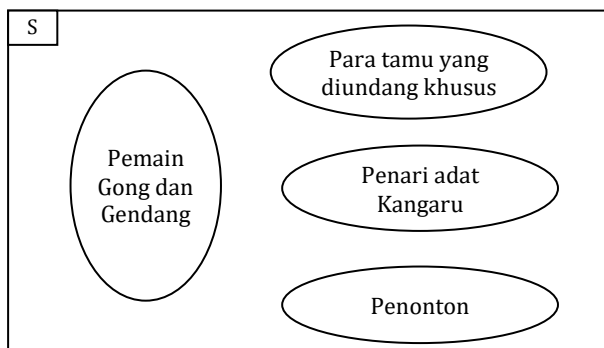 S
Para tamu yang
diundang khusus
Pemain
Gong dan
Gendang
Penari adat
Kangaru
Penonton